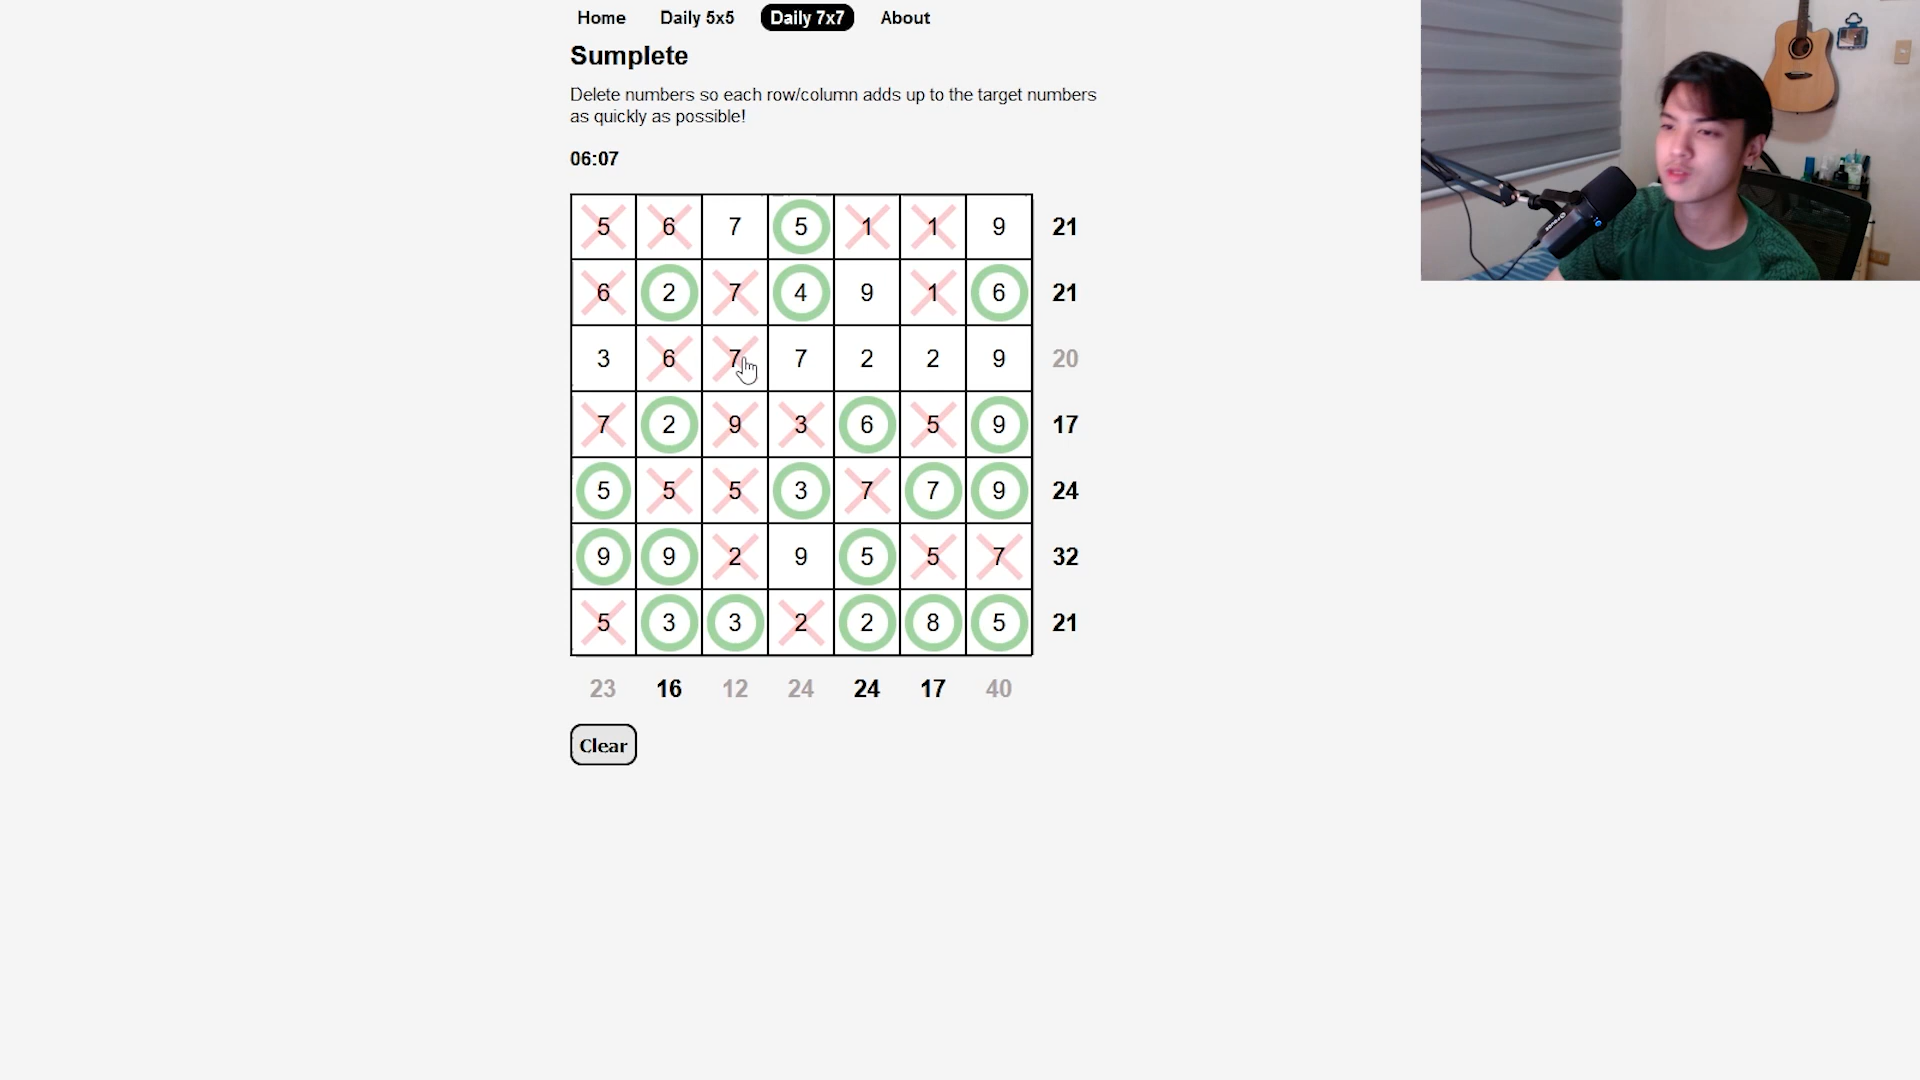 Home Daily 5x5 Daily 7x7 About
Sumplete
Delete numbers so each row/column adds up to the target numbers
as quickly as possible!
06:07
5 6 7 5 1 1 9 21
6 2 7 4 9 1 6 21
3 6 7 7 2 2 9 20
7 2 9 3 6 5 9 17
5 5 5 3 7 7 9 24
9 9 2 9 5 5 7 32
5 3 3 2 2 8 5 21
23 16 12 24 24 17 40
Clear